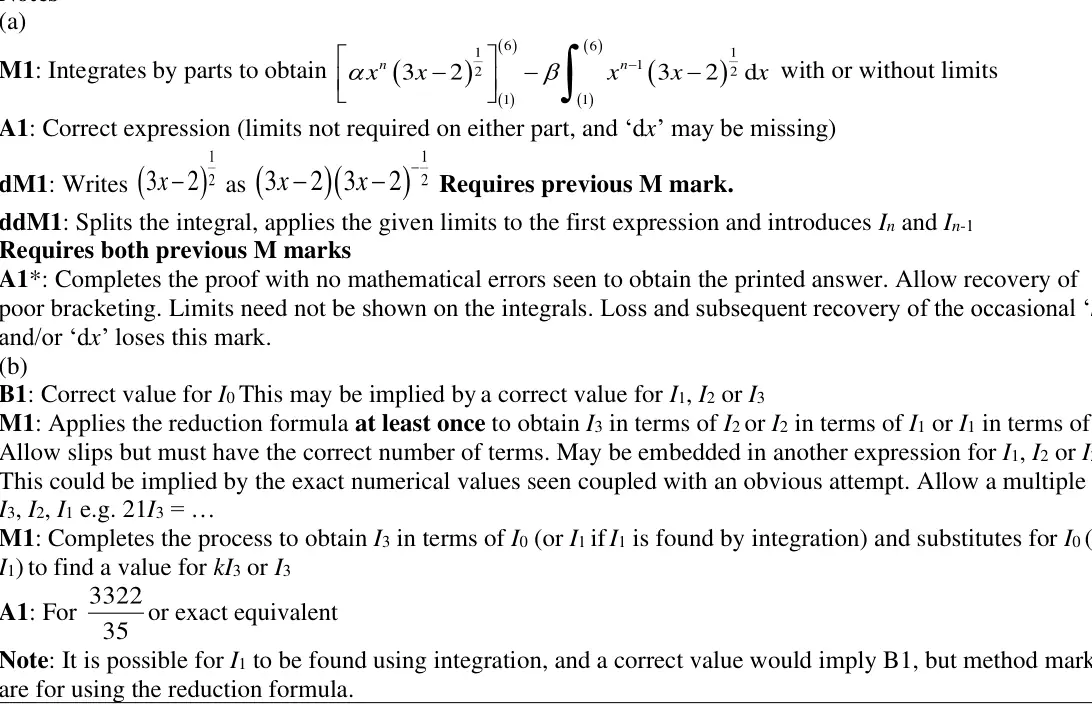 (a)
M1: Integrates by parts to obtain [αxⁿ(3x − 2)^(1/2)]_(1)^(6) − β∫_(1)^(6) xⁿ⁻¹(3x − 2)^(1/2) dx with or without limits
A1: Correct expression (limits not required on either part, and ‘dx’ may be missing)
dM1: Writes (3x − 2)^(1/2) as (3x − 2)(3x − 2)^(−1/2) Requires previous M mark.
ddM1: Splits the integral, applies the given limits to the first expression and introduces Iₙ and Iₙ₋₁
Requires both previous M marks
A1*: Completes the proof with no mathematical errors seen to obtain the printed answer. Allow recovery of
poor bracketing. Limits need not be shown on the integrals. Loss and subsequent recovery of the occasional ‘
and/or ‘dx’ loses this mark.
(b)
B1: Correct value for I₀ This may be implied by a correct value for I₁, I₂ or I₃
M1: Applies the reduction formula at least once to obtain I₃ in terms of I₂ or I₂ in terms of I₁ or I₁ in terms of
Allow slips but must have the correct number of terms. May be embedded in another expression for I₁, I₂ or
This could be implied by the exact numerical values seen coupled with an obvious attempt. Allow a multiple
I₃, I₂, I₁ e.g. 21I₃ = …
M1: Completes the process to obtain I₃ in terms of I₀ (or I₁ if I₁ is found by integration) and substitutes for I₀ (
I₁) to find a value for kI₃ or I₃
A1: For 3322/35 or exact equivalent
Note: It is possible for I₁ to be found using integration, and a correct value would imply B1, but method mark
are for using the reduction formula.